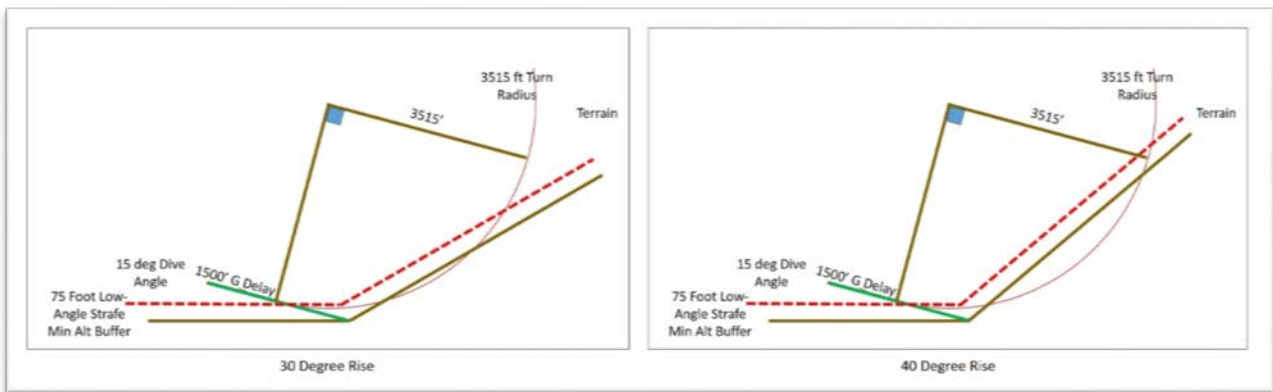 3515 ft Turn
Radius
3515'
Terrain
15 deg Dive
Angle
1500' G Delay
75 Foot Low-
Angle Strafe
Min Alt Buffer
30 Degree Rise
3515 ft Turn
Radius
3515'
Terrain
15 deg Dive
Angle
1500' G Delay
75 Foot Low-
Angle Strafe
Min Alt Buffer
40 Degree Rise